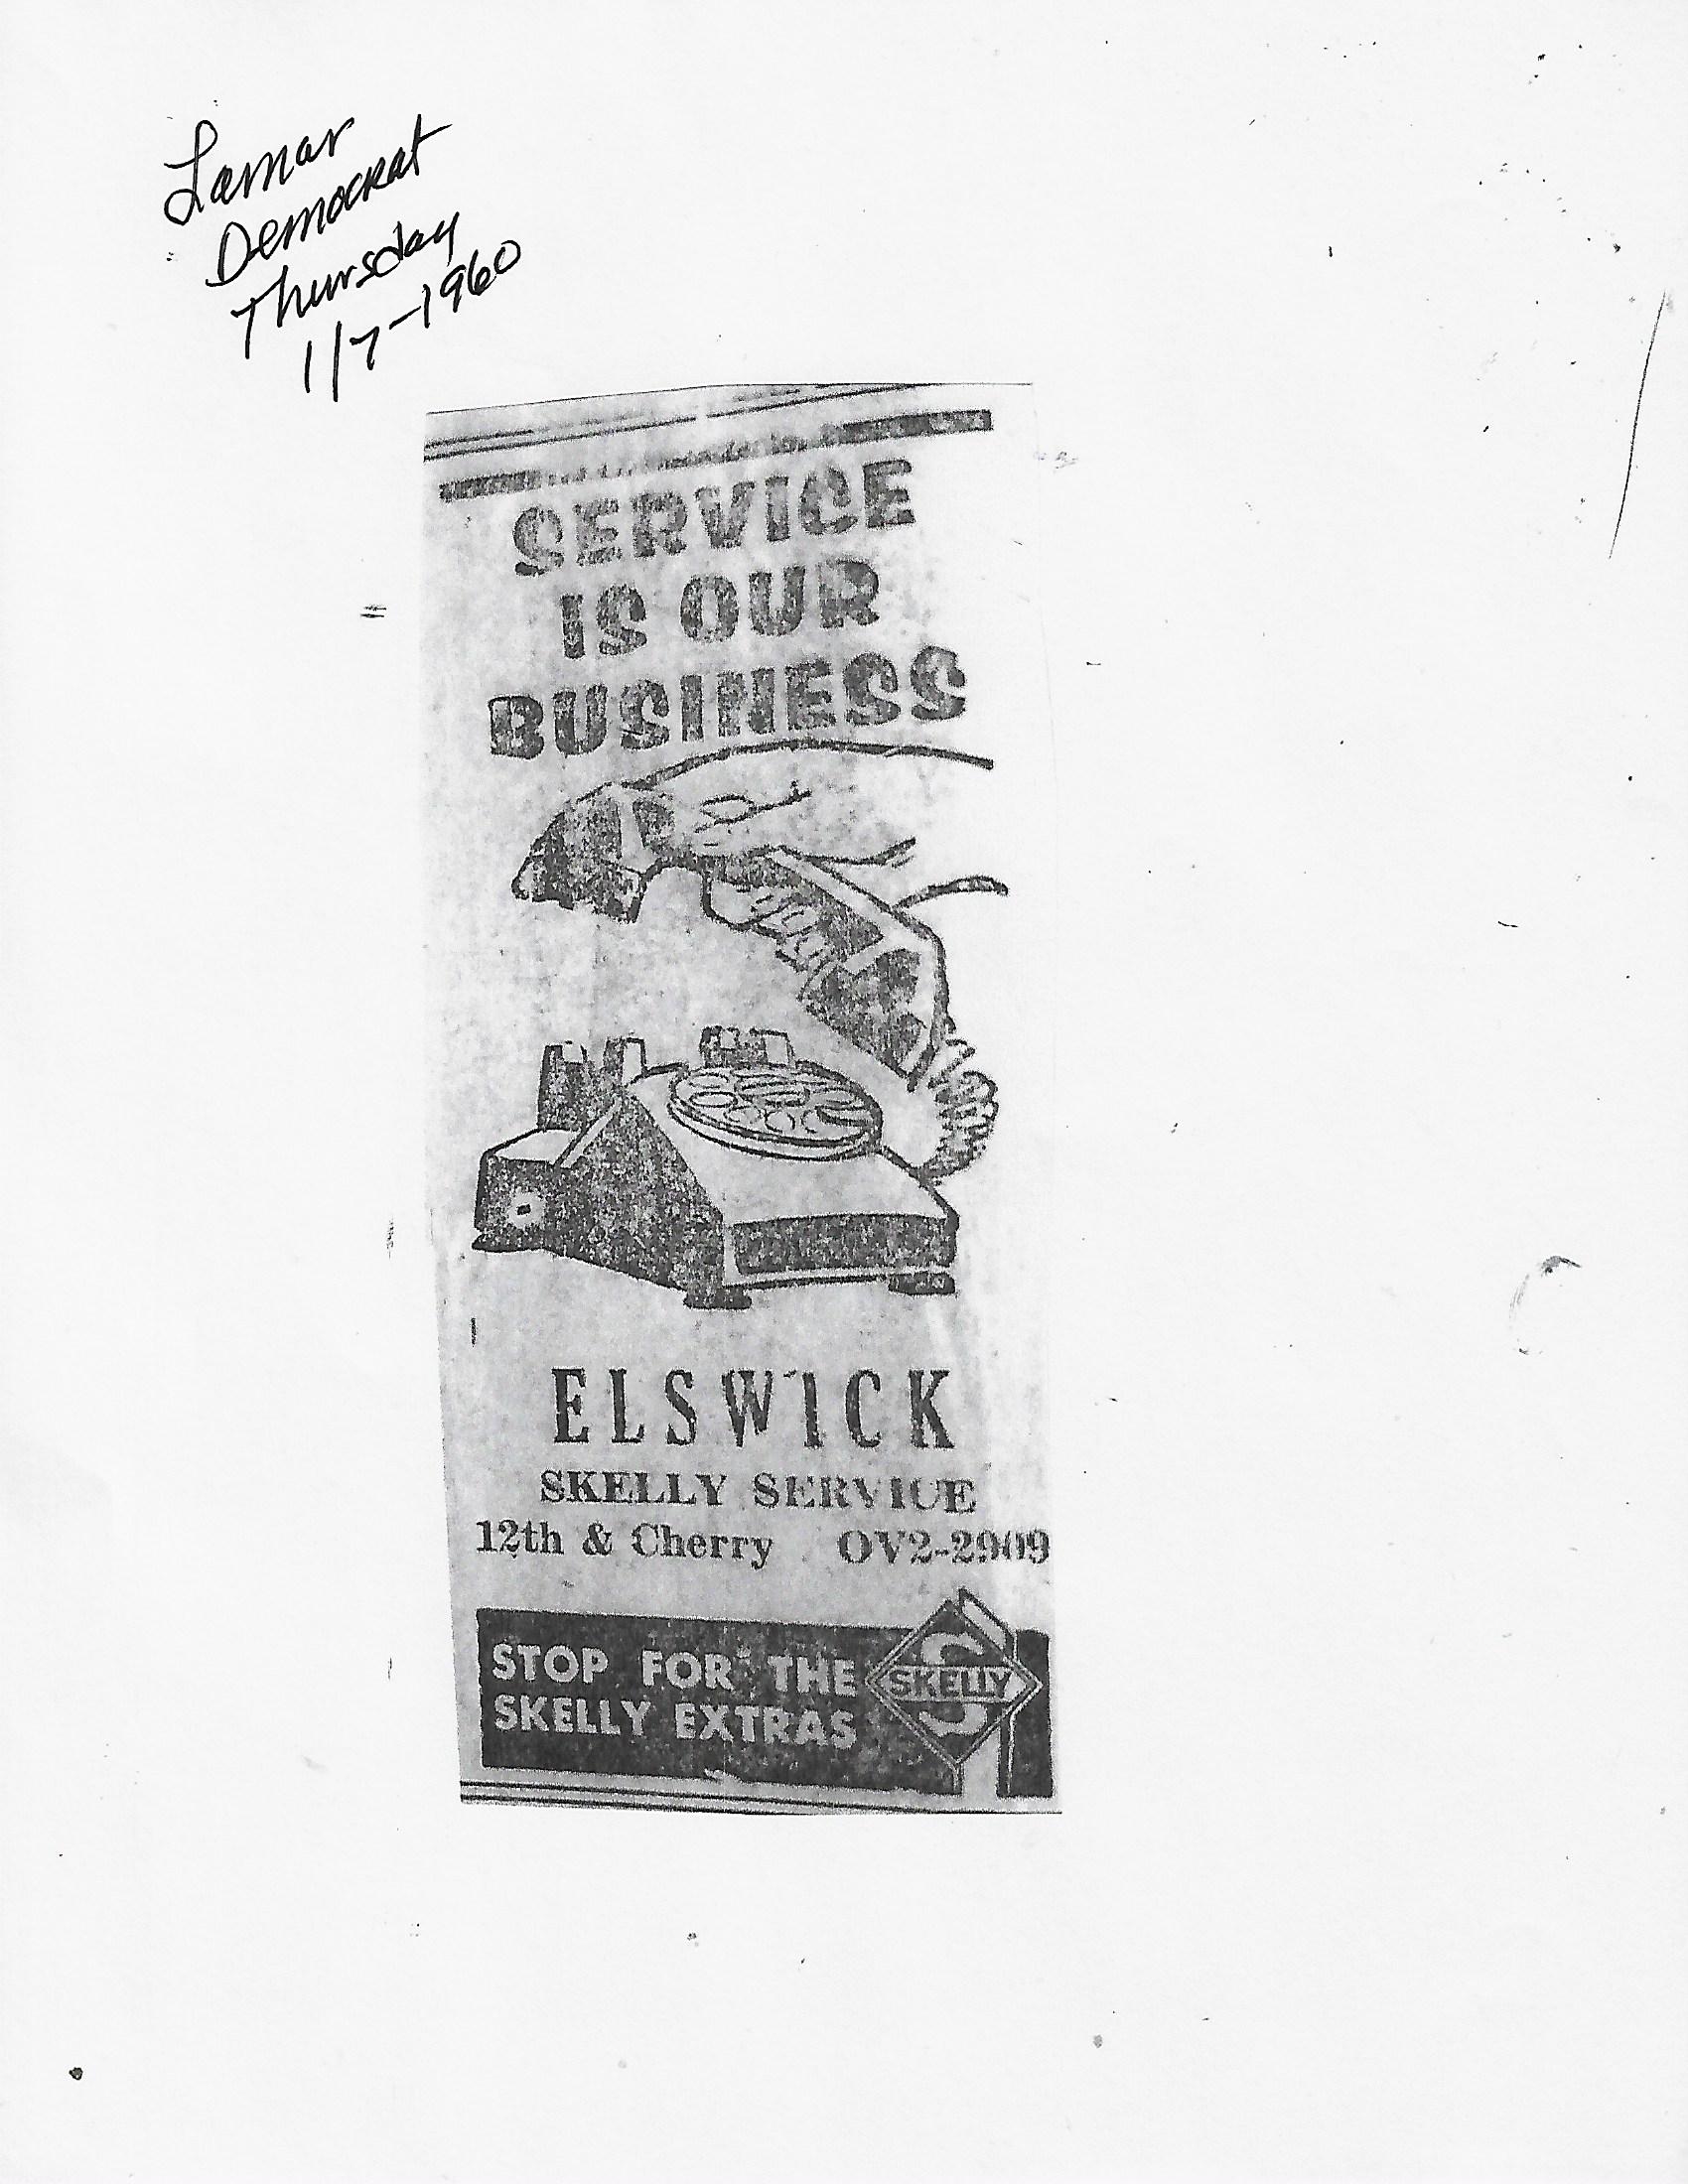 Lamar
Democrat
Thursday
1/7-1960
SERVICE
IS OUR
BUSINESS
ELSWICK
SKELLY SERVICE
12th & Cherry OV2-2909
STOP FOR THE
SKELLY EXTRAS
SKELLY